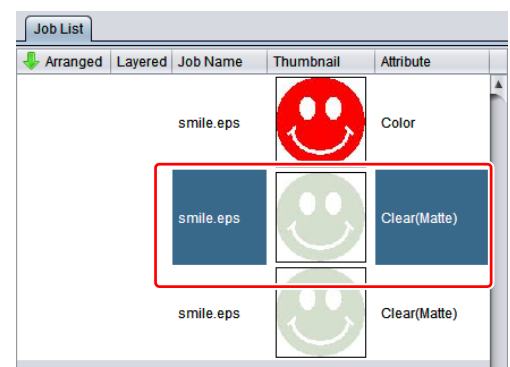 Job List
Arranged Layered Job Name Thumbnail Attribute
smile.eps Color
smile.eps Clear(Matte)
smile.eps Clear(Matte)